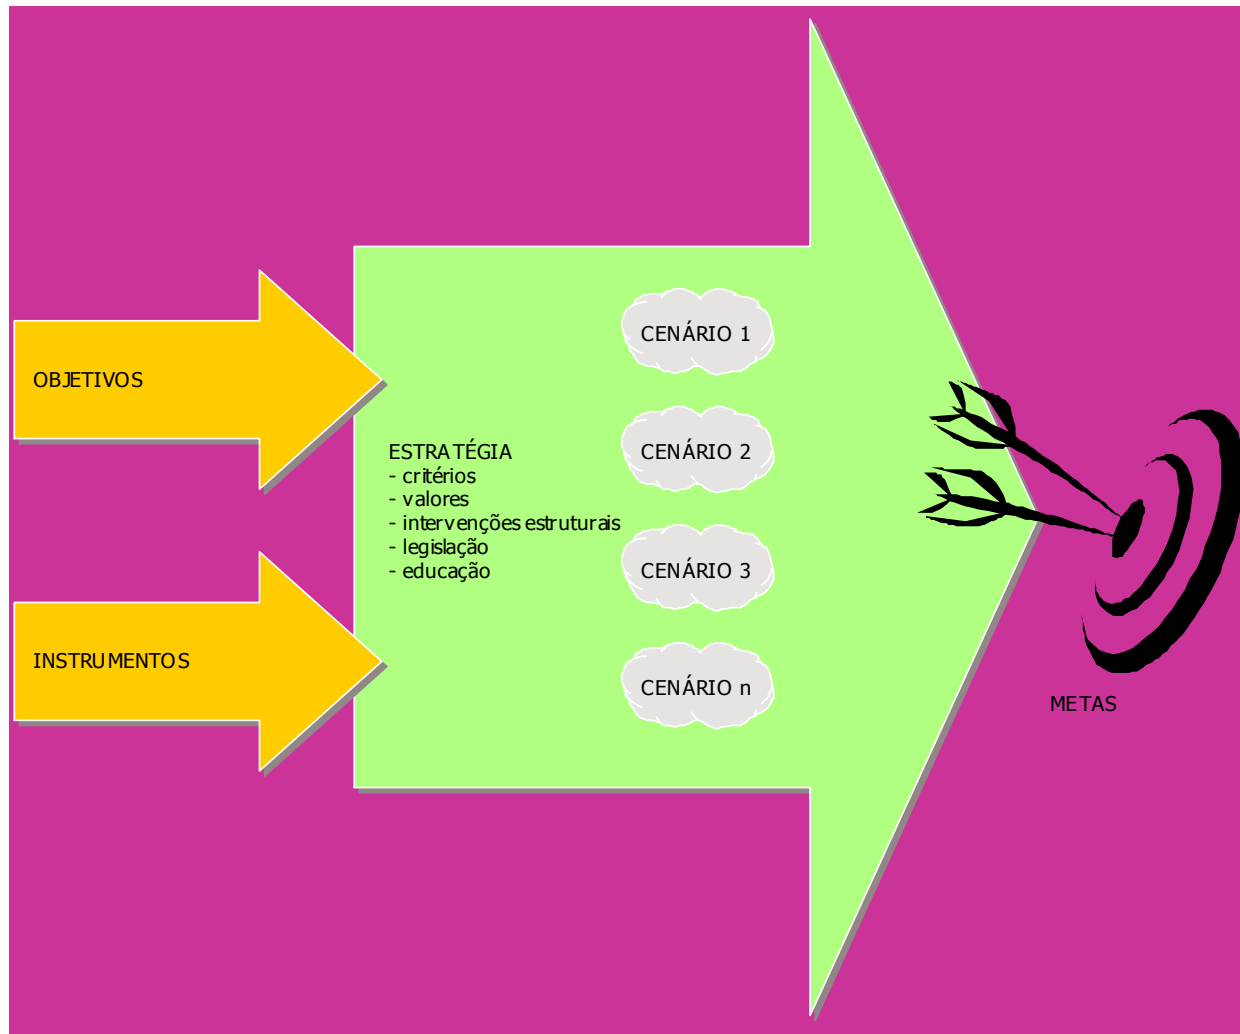 OBJETIVOS
INSTRUMENTOS
ESTRATÉGIA
- critérios
- valores
- intervenções estruturais
- legislação
- educação
CENÁRIO 1
CENÁRIO 2
CENÁRIO 3
CENÁRIO n
METAS